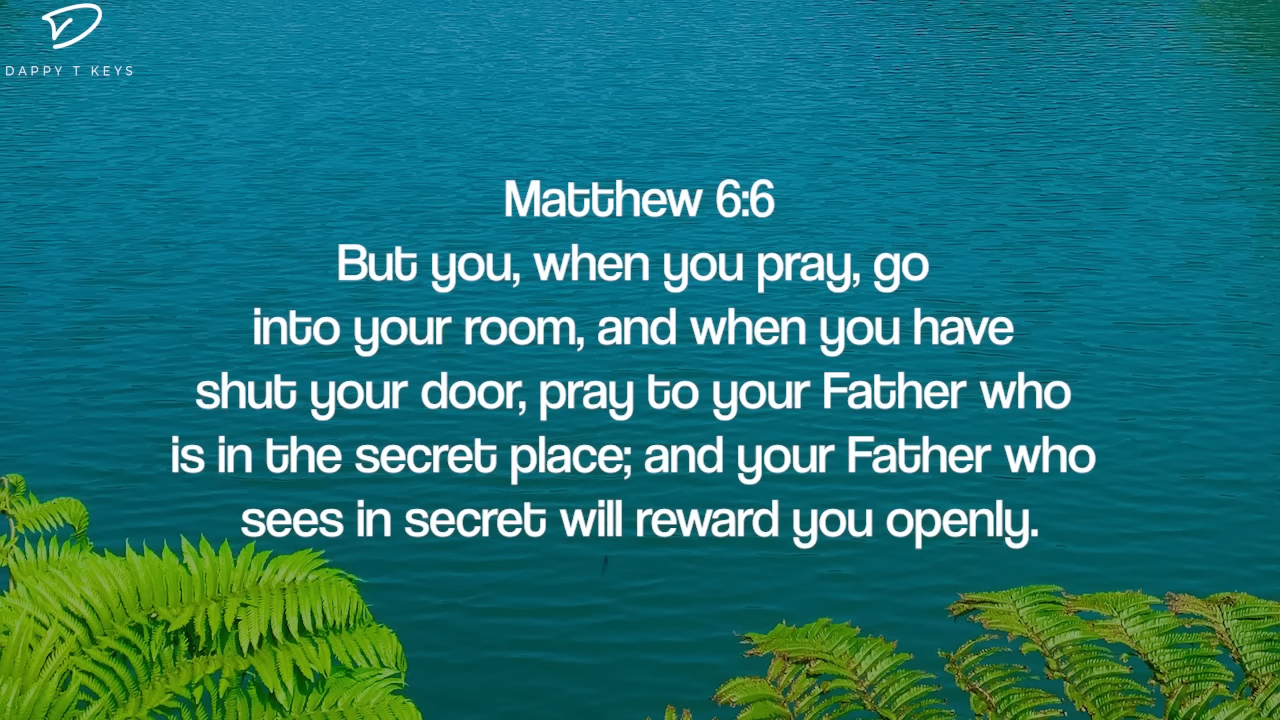 DAPPY T KEYS
Matthew 6:6
But you, when you pray, go
into your room, and when you have
shut your door, pray to your Father who
is in the secret place; and your Father who
sees in secret will reward you openly.